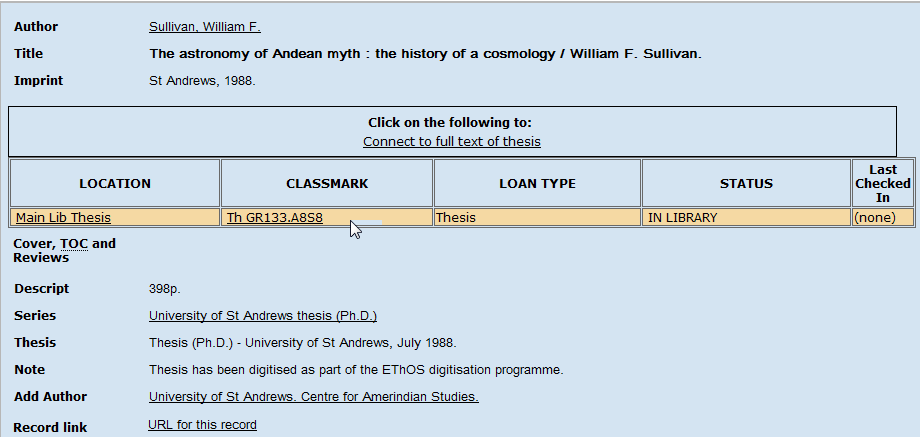 Author Sullivan, William F.
Title The astronomy of Andean myth : the history of a cosmology / William F. Sullivan.
Imprint St Andrews, 1988.
Click on the following to:
Connect to full text of thesis
LOCATION CLASSMARK LOAN TYPE STATUS Last Checked In
Main Lib Thesis Th GR133.A8S8 Thesis IN LIBRARY (none)
Cover, TOC and
Reviews
Descript 398p.
Series University of St Andrews thesis (Ph.D.)
Thesis Thesis (Ph.D.) - University of St Andrews, July 1988.
Note Thesis has been digitised as part of the EThOS digitisation programme.
Add Author University of St Andrews. Centre for Amerindian Studies.
Record link URL for this record